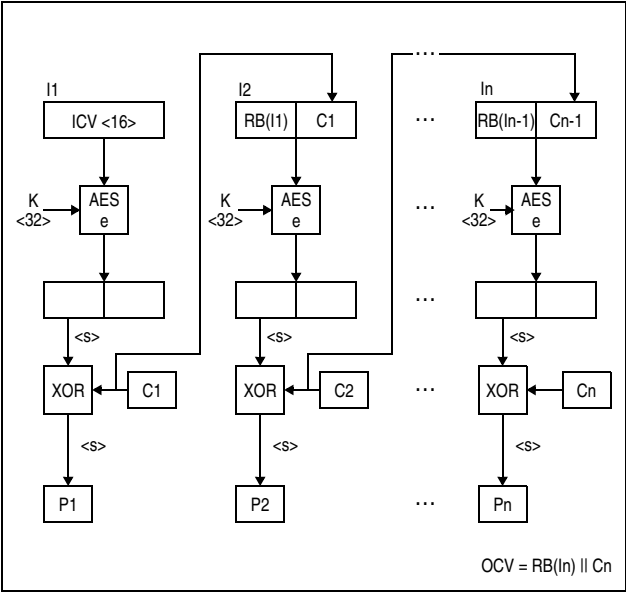 ...
I1
I2
In
ICV <16>
RB(I1)
C1
...
RB(In-1)
Cn-1
K
<32>
AES
e
K
<32>
AES
e
...
K
<32>
AES
e
...
<s>
<s>
<s>
XOR
C1
XOR
C2
...
XOR
Cn
<s>
<s>
<s>
P1
P2
...
Pn
OCV = RB(In) || Cn